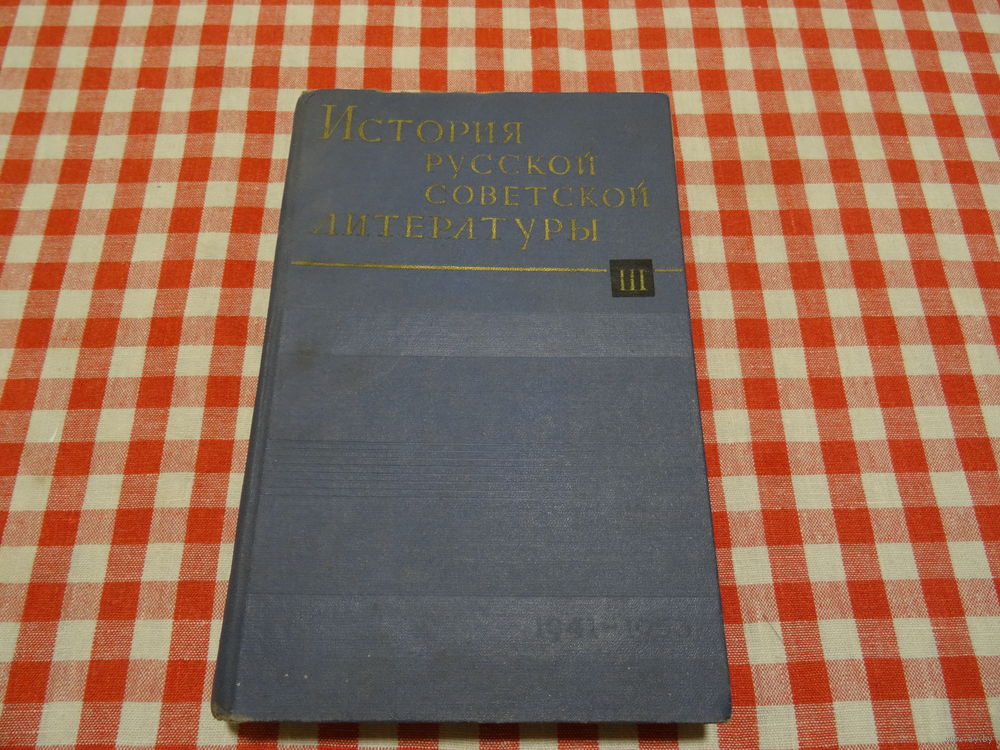 История
русской
советской
литературы
III